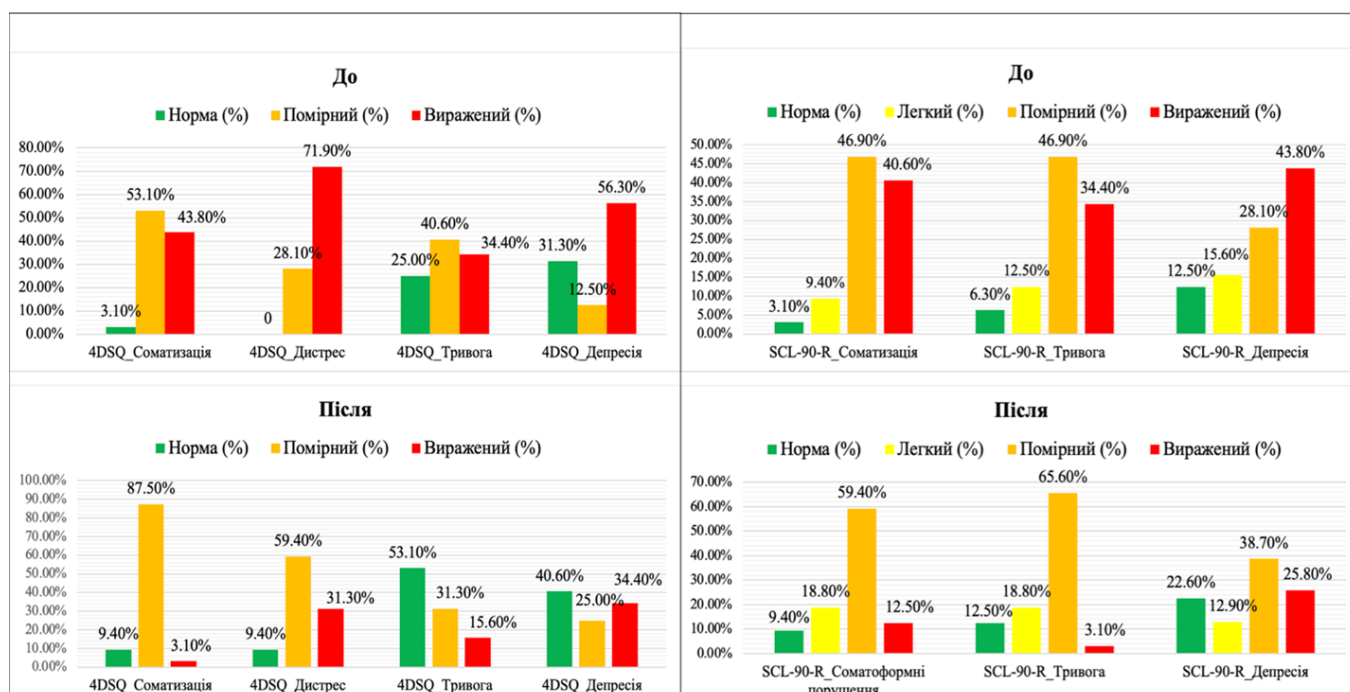 До
Норма (%) Помірний (%) Виражений (%)
80.00%
70.00%
60.00%
50.00%
40.00%
30.00%
20.00%
10.00%
0.00%
3.10% 53.10% 43.80%
0 28.10% 71.90%
25.00% 40.60% 34.40%
31.30% 12.50% 56.30%
4DSQ_Соматизація 4DSQ_Дистрес 4DSQ_Тривога 4DSQ_Депресія
До
Норма (%) Легкий (%) Помірний (%) Виражений (%)
50.00%
45.00%
40.00%
35.00%
30.00%
25.00%
20.00%
15.00%
10.00%
5.00%
0.00%
3.10% 9.40% 46.90% 40.60%
6.30% 12.50% 46.90% 34.40%
12.50% 15.60% 28.10% 43.80%
SCL-90-R_Соматизація SCL-90-R_Тривога SCL-90-R_Депресія
Після
Норма (%) Помірний (%) Виражений (%)
100.00%
90.00%
80.00%
70.00%
60.00%
50.00%
40.00%
30.00%
20.00%
10.00%
0.00%
9.40% 87.50% 3.10%
9.40% 59.40% 31.30%
53.10% 31.30% 15.60%
40.60% 25.00% 34.40%
4DSQ_Соматизація 4DSQ_Дистрес 4DSQ_Тривога 4DSQ_Депресія
Після
Норма (%) Легкий (%) Помірний (%) Виражений (%)
70.00%
60.00%
50.00%
40.00%
30.00%
20.00%
10.00%
0.00%
9.40% 18.80% 59.40% 12.50%
12.50% 18.80% 65.60% 3.10%
22.60% 12.90% 38.70% 25.80%
SCL-90-R_Соматоформні SCL-90-R_Тривога SCL-90-R_Депресія
порушення